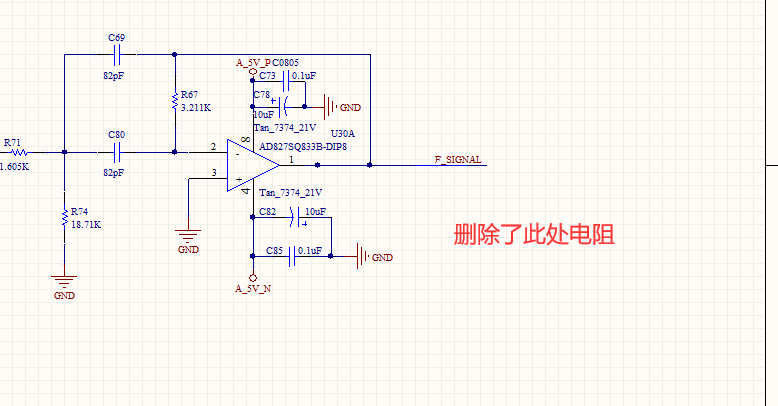 C69
82pF
A_5V_P
C0805
C73
0.1uF
R67
3.211K
C78
GND
10uF
Tan_7374_21V
U30A
R71
1.605K
C80
82pF
2
8
AD827SQ833B-DIP8
-
1
F_SIGNAL
3
+
4
Tan_7374_21V
R74
18.71K
C82
10uF
+
删除了此处电阻
GND
C85
0.1uF
GND
GND
A_5V_N